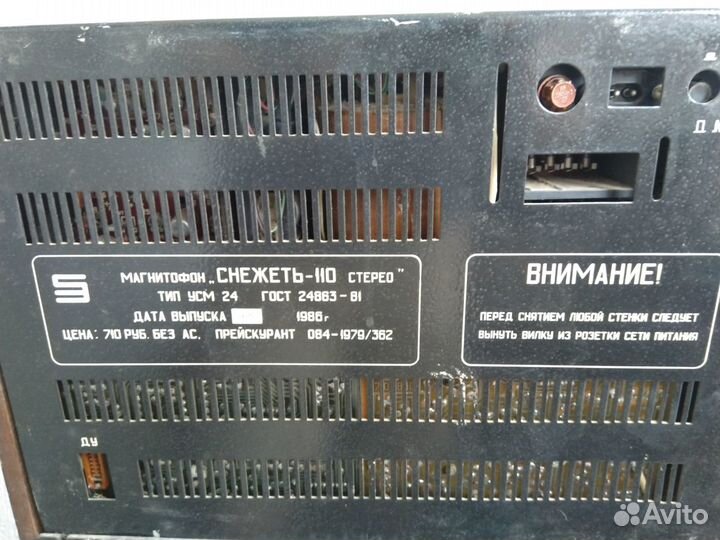 П. А
МАГНИТОФОН „СНЕЖЕТЬ-110 СТЕРЕО"
ТИП УСМ 24 ГОСТ 24863-81
ДАТА ВЫПУСКА 1986г
ЦЕНА: 710 РУБ. БЕЗ АС. ПРЕЙСКУРАНТ 084-1979/362
ВНИМАНИЕ!
ПЕРЕД СНЯТИЕМ ЛЮБОЙ СТЕНКИ СЛЕДУЕТ
ВЫНУТЬ ВИЛКУ ИЗ РОЗЕТКИ СЕТИ ПИТАНИЯ
ДУ
Avito